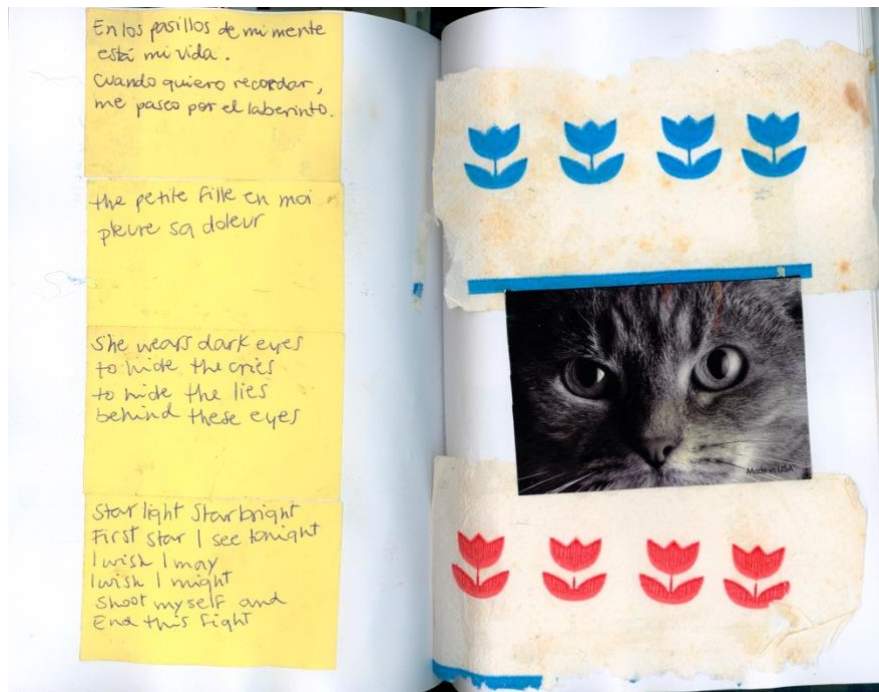 En los pasillos de mi mente
está mi vida.
Cuando quiero recordar,
me paseo por el laberinto.
the petite fille en moi
pleure sa doleur
She wears dark eyes
to hide the cries
to hide the lies
behind these eyes
Star light Star bright
First star I see tonight
I wish I may
I wish I might
Shoot myself and
End this fight
Made in USA